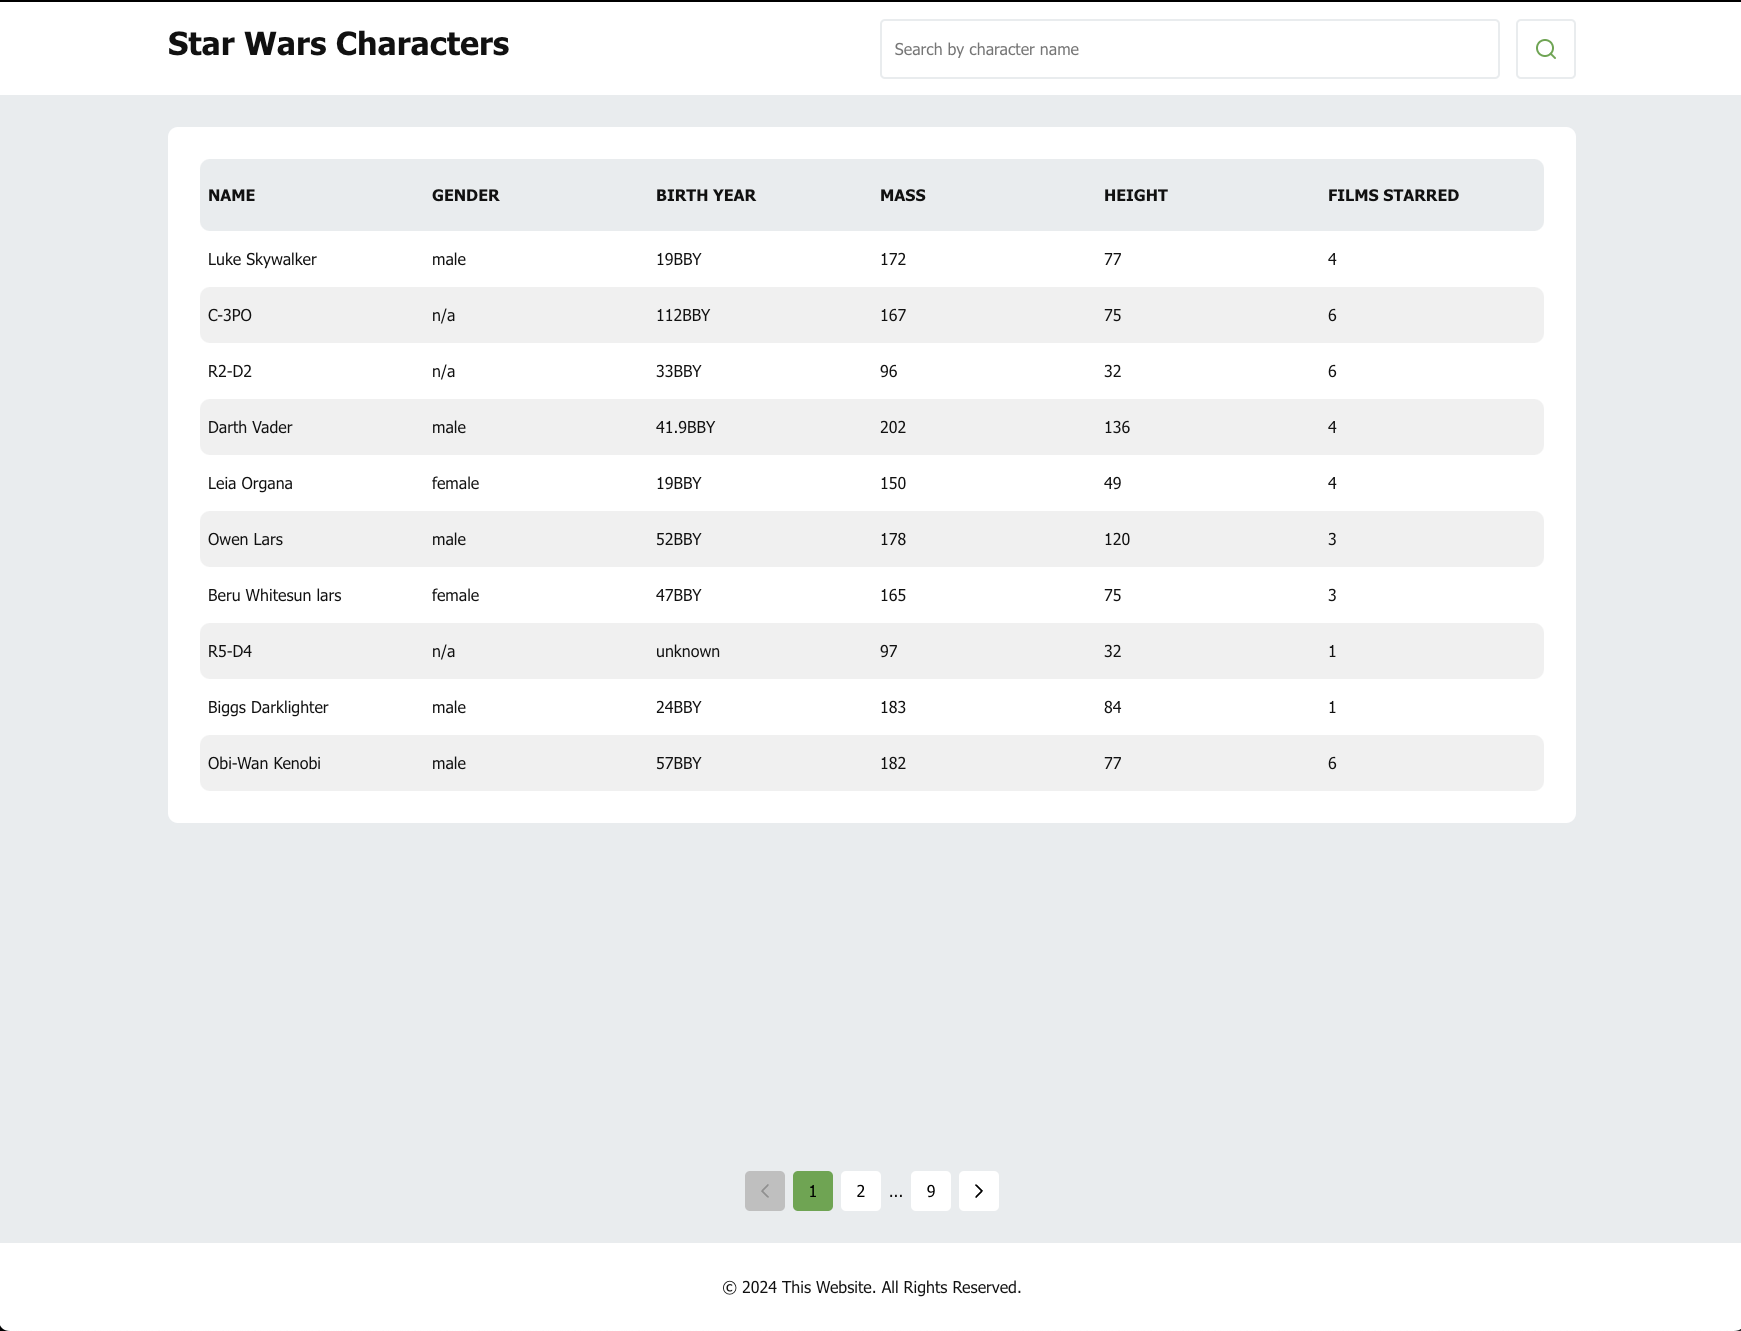 Star Wars Characters
Search by character name
NAME GENDER BIRTH YEAR MASS HEIGHT FILMS STARRED
Luke Skywalker male 19BBY 172 77 4
C-3PO n/a 112BBY 167 75 6
R2-D2 n/a 33BBY 96 32 6
Darth Vader male 41.9BBY 202 136 4
Leia Organa female 19BBY 150 49 4
Owen Lars male 52BBY 178 120 3
Beru Whitesun lars female 47BBY 165 75 3
R5-D4 n/a unknown 97 32 1
Biggs Darklighter male 24BBY 183 84 1
Obi-Wan Kenobi male 57BBY 182 77 6
1 2 ... 9
© 2024 This Website. All Rights Reserved.